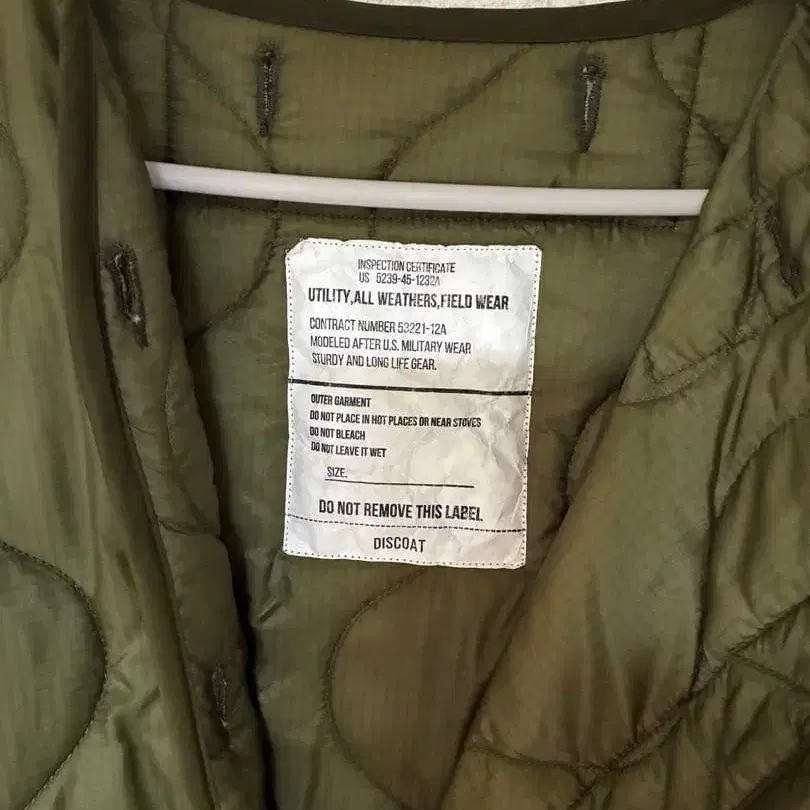 INSPECTION CERTIFICATE
US 5239-45-1232A
UTILITY,ALL WEATHERS,FIELD WEAR
CONTRACT NUMBER 53221-12A
MODELED AFTER U.S. MILITARY WEAR
STURDY AND LONG LIFE GEAR.
OUTER GARMENT
DO NOT PLACE IN HOT PLACES OR NEAR STOVES
DO NOT BLEACH
DO NOT LEAVE IT WET
SIZE.
DO NOT REMOVE THIS LABEL
DISCOAT